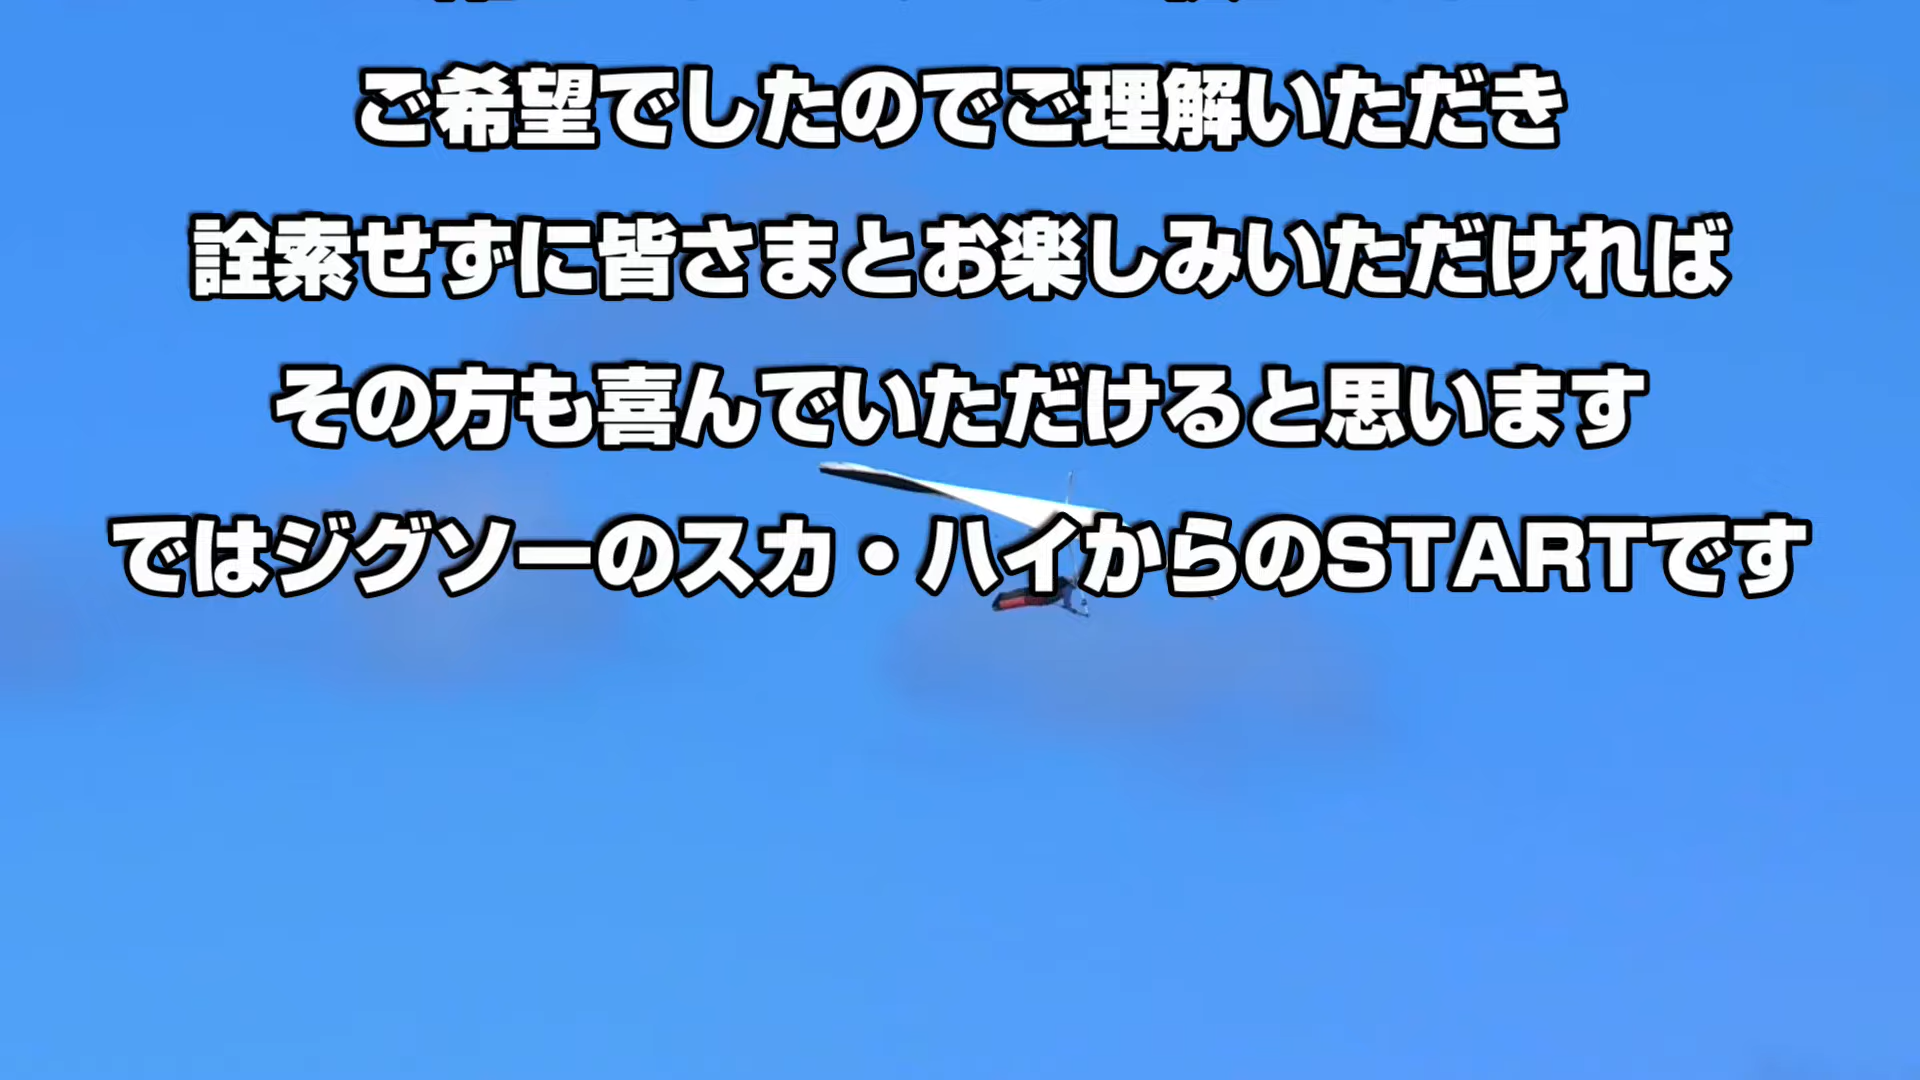 ご希望でしたのでご理解いただき
詮索せずに皆さまとお楽しみいただければ
その方も喜んでいただけると思います
ではジグソーのスカ・ハイからのSTARTです